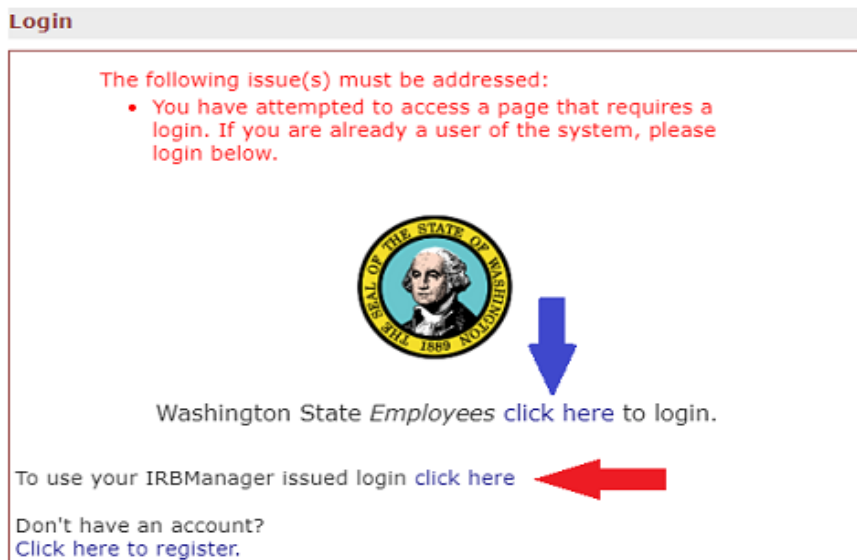 Login
The following issue(s) must be addressed:
• You have attempted to access a page that requires a
login. If you are already a user of the system, please
login below.
THE SEAL OF THE STATE OF WASHINGTON
1889
Washington State Employees click here to login.
To use your IRBManager issued login click here
Don't have an account?
Click here to register.